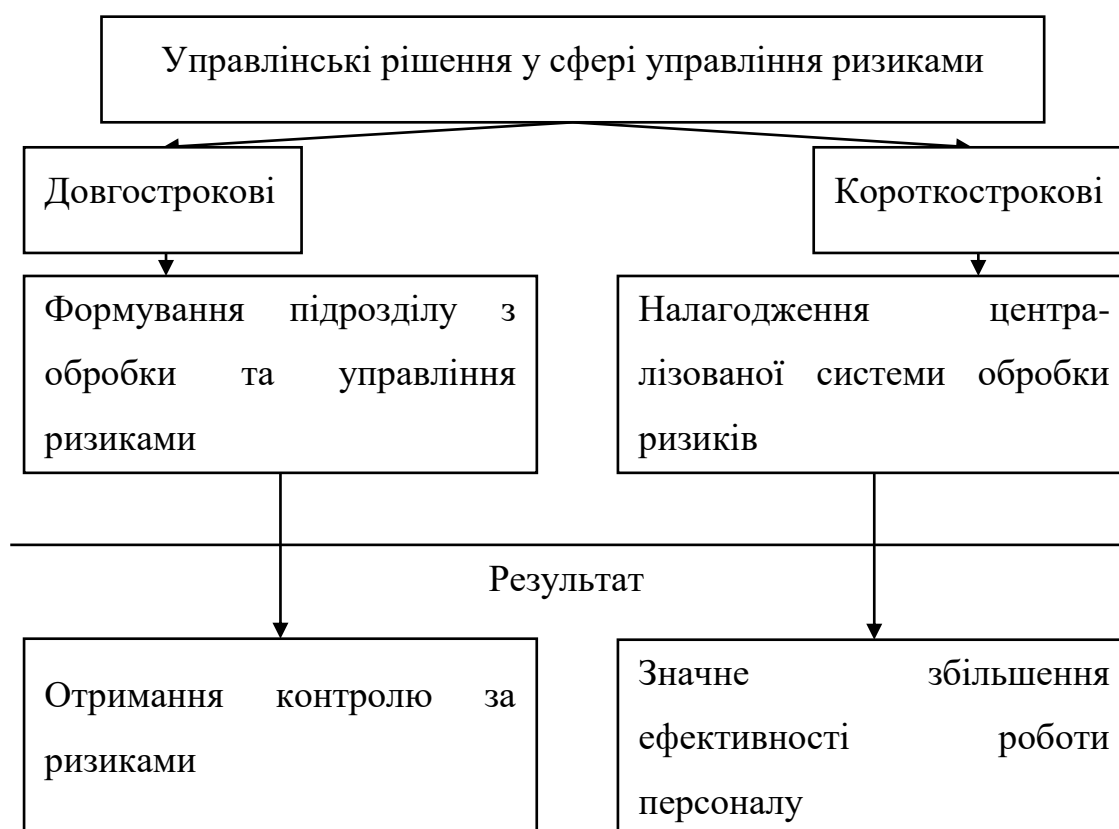 Управлінські рішення у сфері управління ризиками
Довгострокові
Короткострокові
Формування підрозділу з
обробки та управління
ризиками
Налагодження центра-
лізованої системи обробки
ризиків
Результат
Отримання контролю за
ризиками
Значне збільшення
ефективності роботи
персоналу